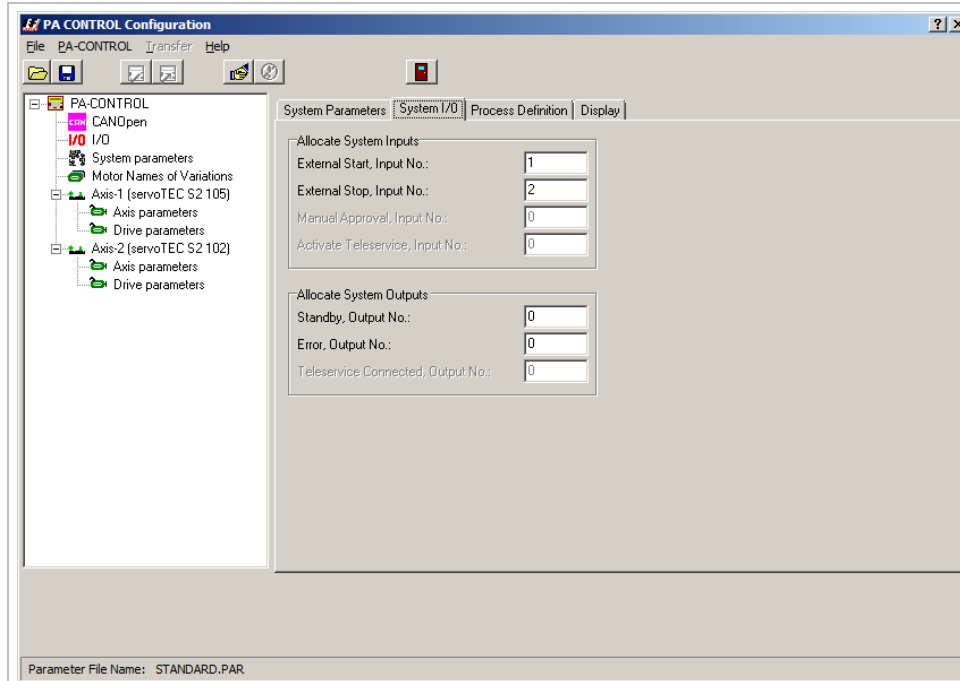 PA CONTROL Configuration
File PA-CONTROL Transfer Help
PA-CONTROL
CAN CANOpen
I/O I/O
System parameters
Motor Names of Variations
Axis-1 (servoTEC S2 105)
Axis parameters
Drive parameters
Axis-2 (servoTEC S2 102)
Axis parameters
Drive parameters
System Parameters System I/O Process Definition Display
Allocate System Inputs
External Start, Input No.: 1
External Stop, Input No.: 2
Manual Approval, Input No.: 0
Activate Teleservice, Input No.: 0
Allocate System Outputs
Standby, Output No.: 0
Error, Output No.: 0
Teleservice Connected, Output No.: 0
Parameter File Name: STANDARD.PAR